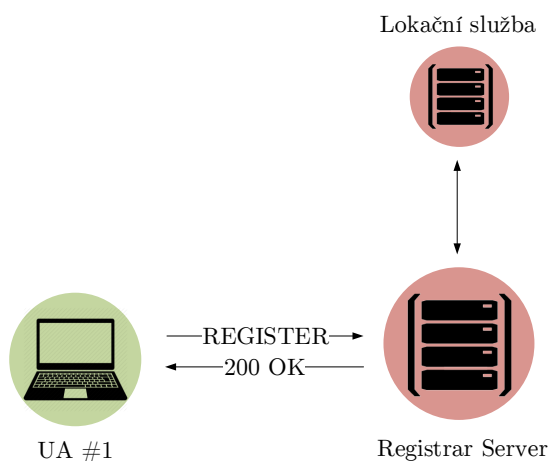 Lokační služba
REGISTER
200 OK
UA #1
Registrar Server